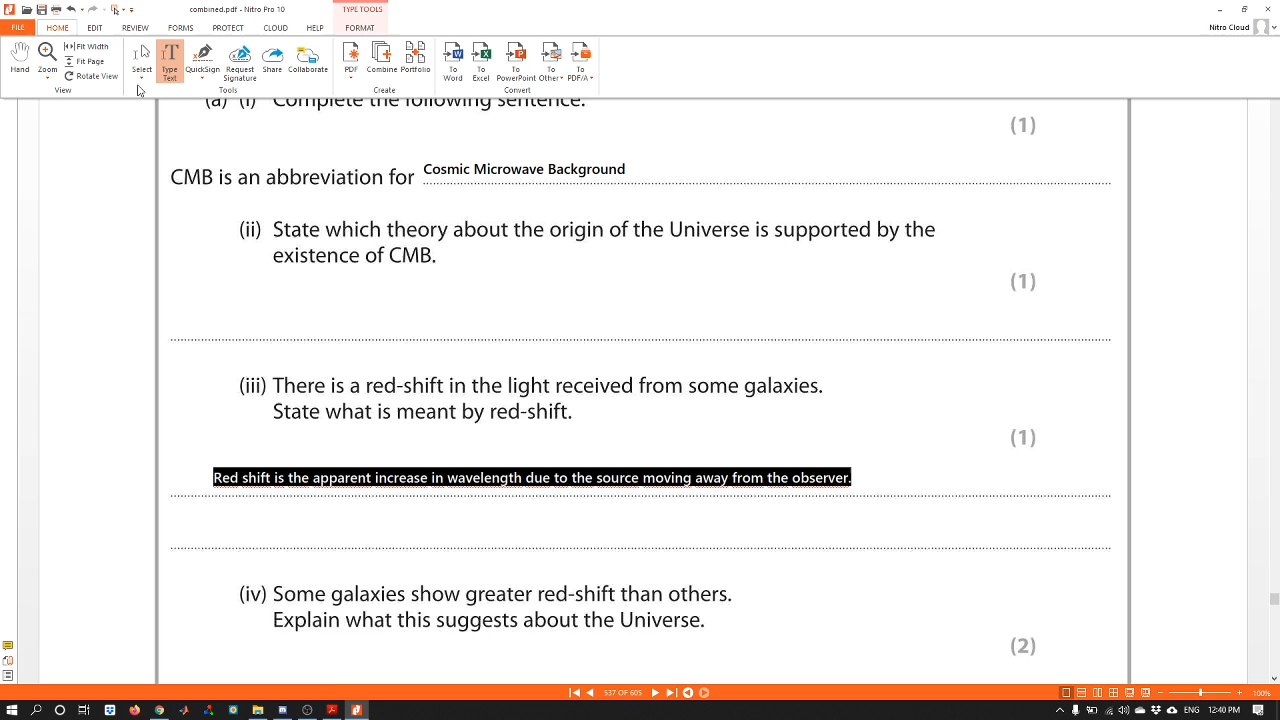 combined.pdf - Nitro Pro 10
TYPE TOOLS
FILE HOME EDIT REVIEW FORMS PROTECT CLOUD HELP FORMAT
Nitro Cloud
Hand
Zoom
Fit Width
Fit Page
Rotate View
View
Select
Type Text
QuickSign
Request Signature
Share
Collaborate
Tools
PDF
Combine
Portfolio
Create
To Word
To Excel
To PowerPoint
To Other
To PDF/A
Convert
(a) (i) Complete the following sentence.
(1)
CMB is an abbreviation for Cosmic Microwave Background
(ii) State which theory about the origin of the Universe is supported by the
existence of CMB.
(1)
(iii) There is a red-shift in the light received from some galaxies.
State what is meant by red-shift.
(1)
Red shift is the apparent increase in wavelength due to the source moving away from the observer.
(iv) Some galaxies show greater red-shift than others.
Explain what this suggests about the Universe.
(2)
537 OF 605
100%
ENG 12:40 PM